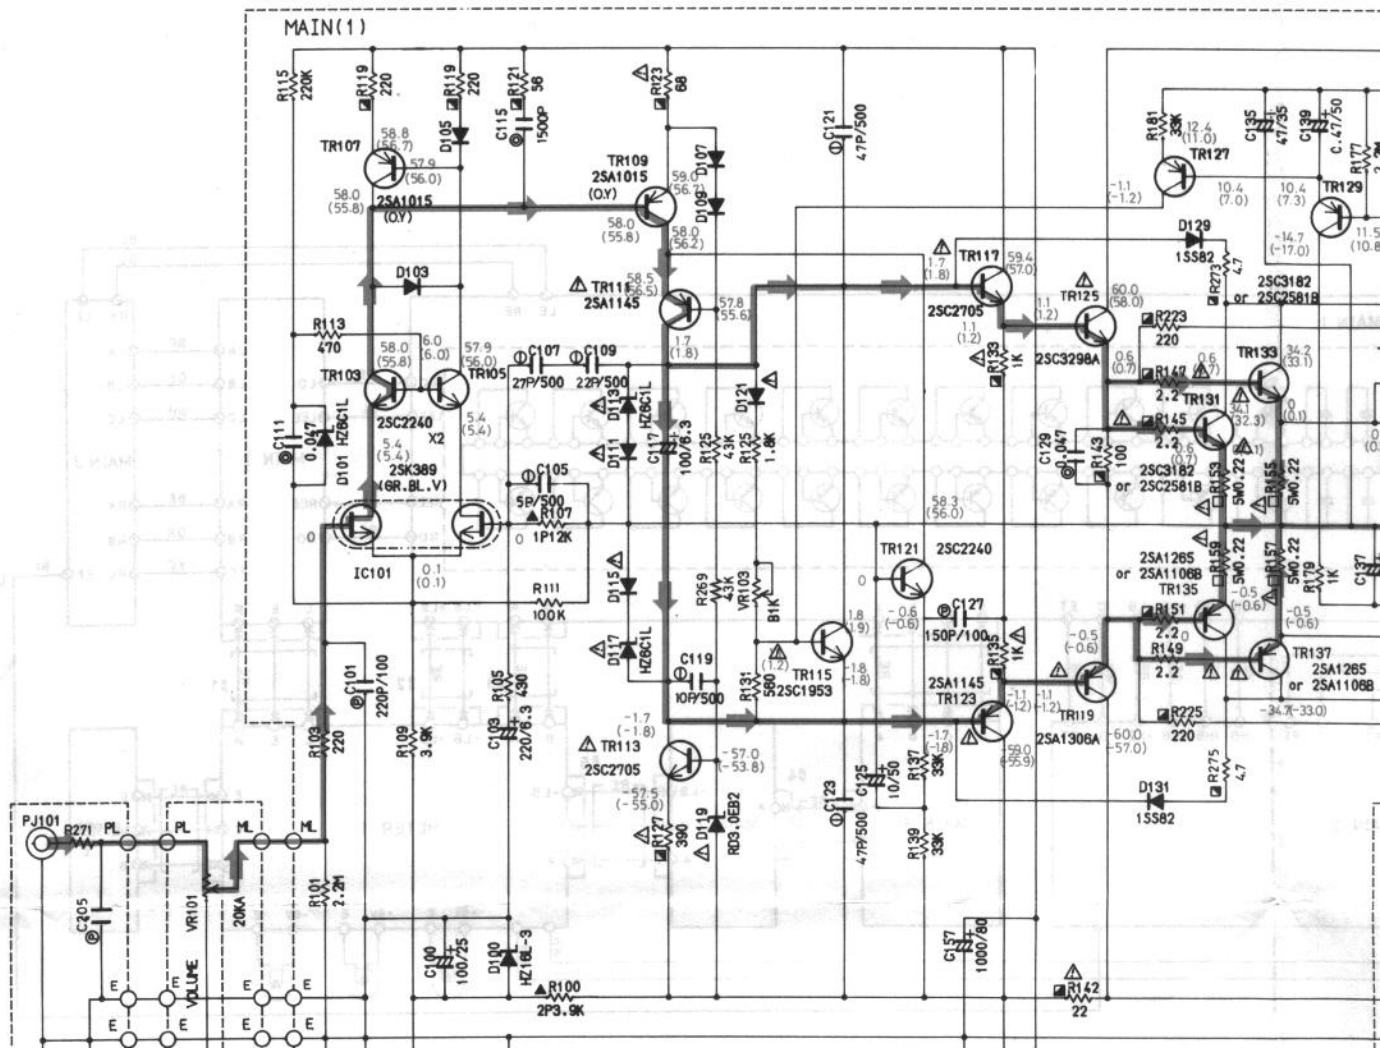 MAIN(1)
R115
220K
R119
220
R119
220
R121
56
C115
1500P
R123
68
D105
TR107
58.8
(56.7)
57.9
(56.0)
58.0
(55.8)
2SA1015
(O.Y)
TR109
2SA1015
(O.Y)
59.0
(56.7)
58.0
(55.8)
58.0
(56.2)
D107
D109
C121
47P/500
D103
TR111
2SA1145
58.5
(56.5)
57.8
(55.6)
1.7
(1.8)
R113
470
6.0
(6.0)
58.0
(55.8)
57.9
(56.0)
TR103
TR105
2SC2240
X2
5.4
(5.4)
5.4
(5.4)
C107
27P/500
C109
22P/500
D113
HZ6C1L
D111
C117
100/6.3
R125
43K
R125
1.8K
D121
C111
0.047
D101
HZ6C1L
2SK389
(GR.BL.V)
C105
5P/500
R107
1P12K
IC101
0
0
0.1
(0.1)
R111
100K
D115
D117
HZ6C1L
R269
43K
VR103
B1K
R131
560
C119
10P/500
(1.2)
TR115
2SC1953
1.8
(1.9)
-1.8
(-1.8)
TR121
2SC2240
0
58.3
(56.0)
-0.6
(-0.6)
C127
150P/100
1.7
(1.8)
TR117
2SC2705
59.4
(57.0)
1.1
(1.2)
1.1
(1.2)
R133
1K
TR125
2SC3298A
60.0
(58.0)
0.6
(0.7)
R181
33K
12.4
(11.0)
TR127
-1.1
(-1.2)
10.4
(7.0)
C135
47/35
C139
C.47/50
R177
10.4
(7.3)
TR129
11.5
(10.8
-14.7
(-17.0)
D129
1SS82
R273
4.7
2SC3182
or 2SC2581B
R223
220
R147
2.2
0.6
(0.7)
TR133
34.2
(33.1)
TR131
(32.3)
R145
2.2
0.6
(0.7)
2SC3182
or 2SC2581B
0
(0.1)
C129
0.047
R143
100
R153
5W0.22
R155
5W0.22
R159
5W0.22
R157
5W0.22
R179
1K
C137
2SA1265
or 2SA1106B
TR135
-0.5
(-0.6)
-0.5
(-0.6)
R151
2.2
0
R149
2.2
TR137
2SA1265
or 2SA1106B
-34.7(-33.0)
-0.5
(-0.6)
TR119
2SA1306A
-60.0
-57.0)
R225
220
R275
4.7
D131
1SS82
R135
1K
2SA1145
TR123
-1.1
(-1.2)
-1.1
-1.2)
-1.7
(-1.8)
-59.0
-55.9)
R137
33K
R139
33K
C125
10/50
C123
47P/500
-1.7
(-1.8)
TR113
2SC2705
-57.0
(-53.8)
-57.5
(-55.0)
R127
390
D119
RD3.0EB2
C101
220P/100
R103
220
R109
3.9K
R105
430
C103
220/6.3
PJ101
R271
PL
PL
ML
ML
C205
VR101
20KA
VOLUME
R101
2.2M
C100
100/25
D100
HZ16L-3
R100
2P3.9K
C157
1000/80
R142
22
E
E
E
E
E
E
E
E